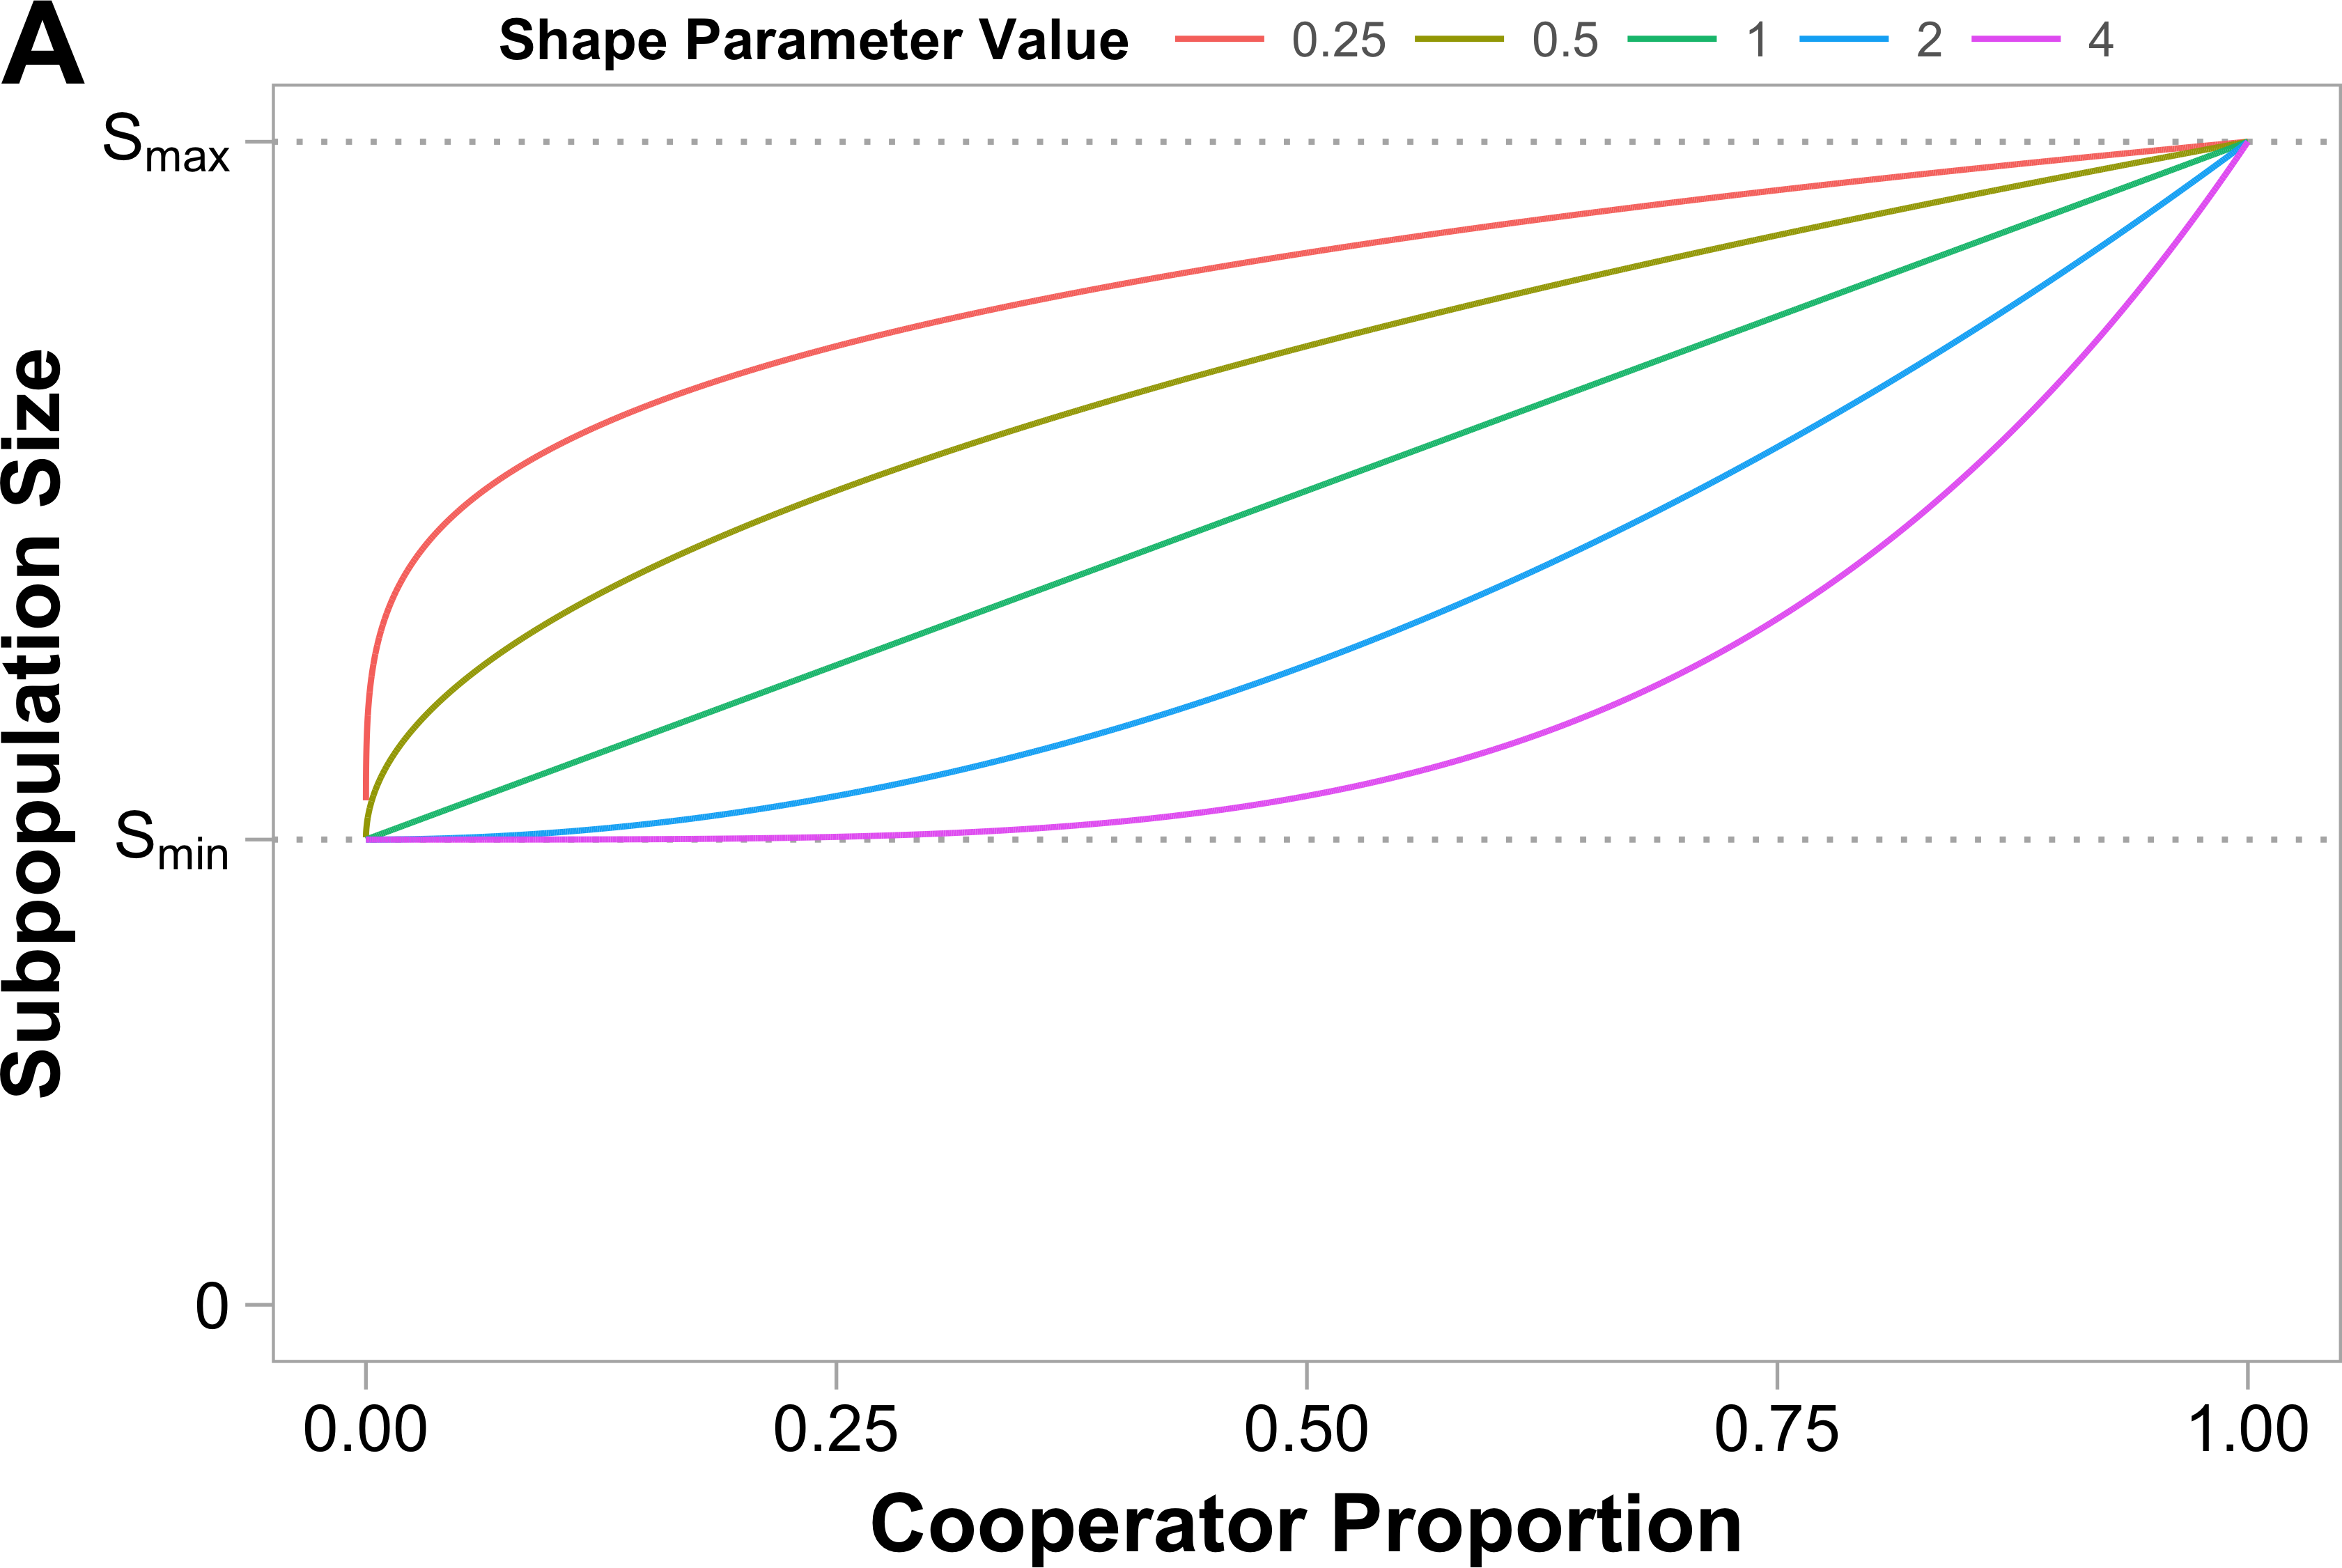 A
Shape Parameter Value 0.25 0.5 1 2 4
Smax
Smin
0
Subpopulation Size
0.00 0.25 0.50 0.75 1.00
Cooperator Proportion